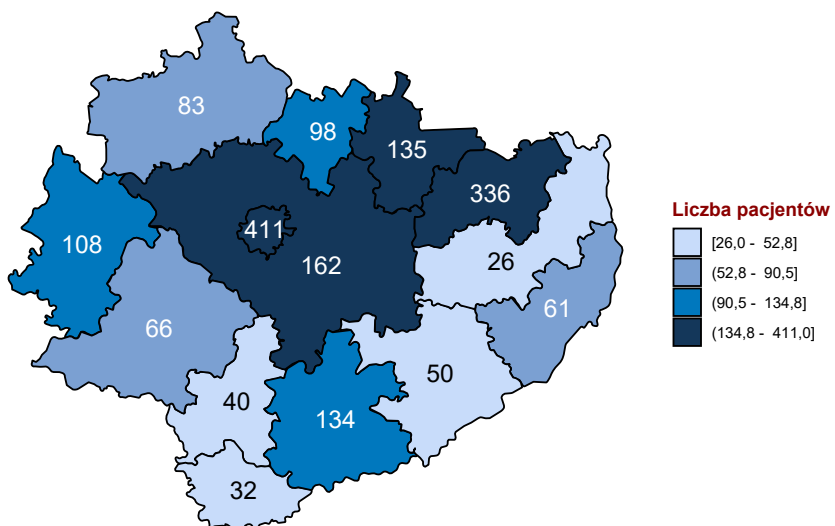 83
98
135
336
108
411
162
26
61
66
50
40
134
32
Liczba pacjentów
[26,0 - 52,8]
(52,8 - 90,5]
(90,5 - 134,8]
(134,8 - 411,0]